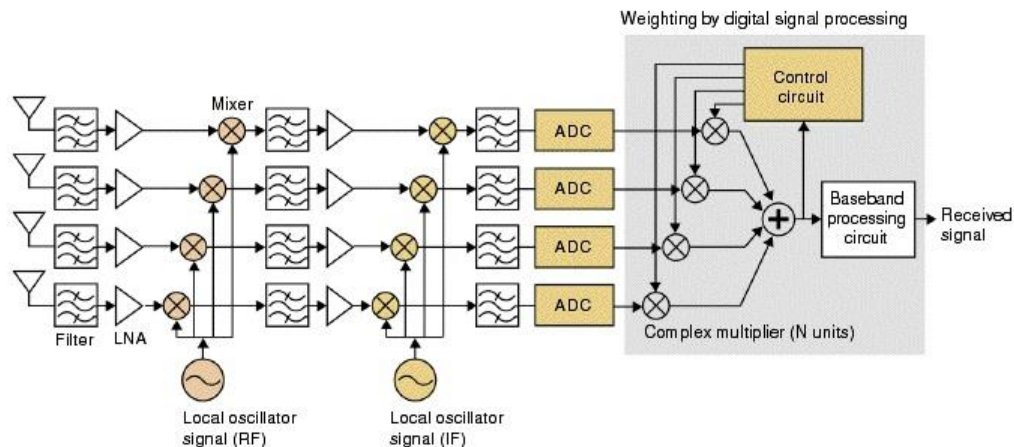 Weighting by digital signal processing
Control
circuit
Mixer
ADC
ADC
ADC
ADC
Baseband
processing
circuit
Received
signal
Filter
LNA
Complex multiplier (N units)
Local oscillator
signal (RF)
Local oscillator
signal (IF)